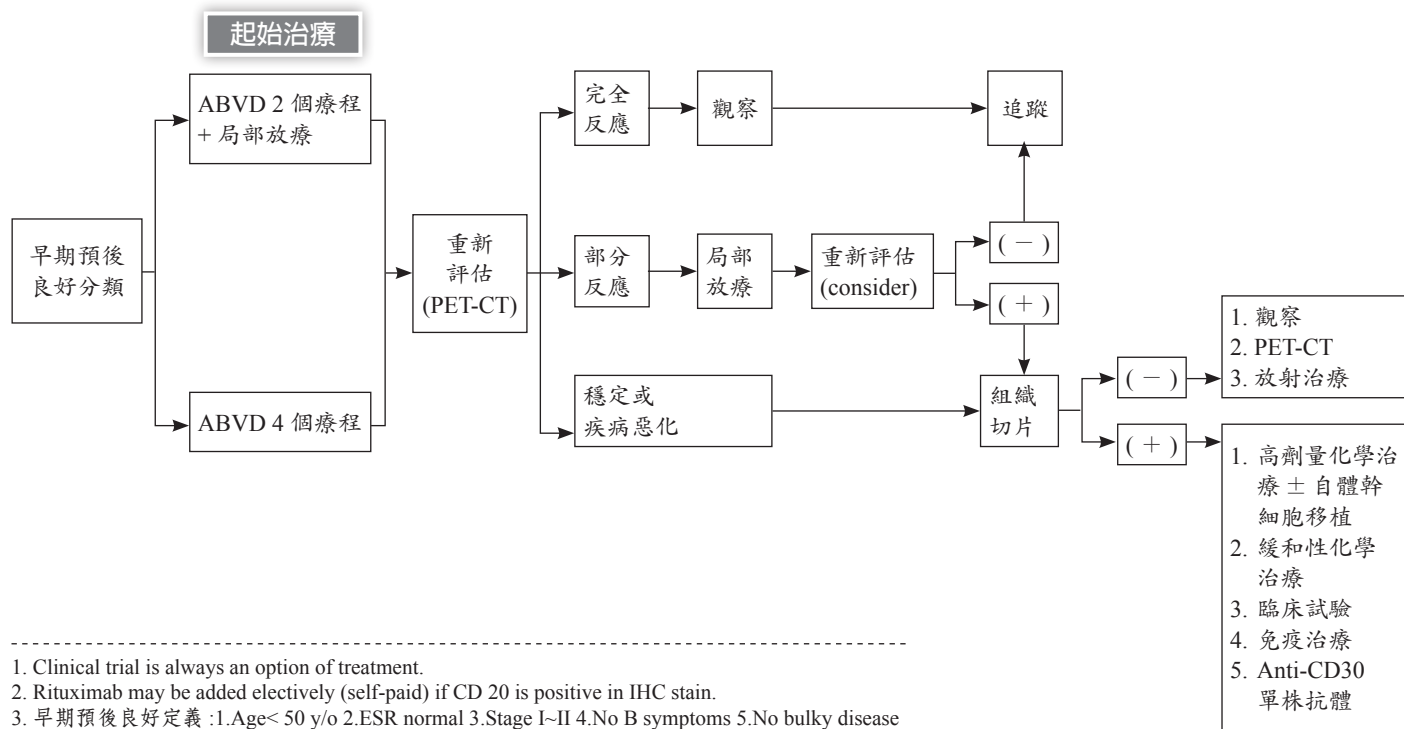 起始治療
ABVD 2 個療程
+ 局部放療
早期預後
良好分類
ABVD 4 個療程
重新
評估
(PET-CT)
完全
反應
觀察
追蹤
部分
反應
局部
放療
重新評估
(consider)
( − )
( + )
穩定或
疾病惡化
組織
切片
( − )
( + )
1. 觀察
2. PET-CT
3. 放射治療
1. 高劑量化學治
療 ± 自體幹
細胞移植
2. 緩和性化學
治療
3. 臨床試驗
4. 免疫治療
5. Anti-CD30
單株抗體
1. Clinical trial is always an option of treatment.
2. Rituximab may be added electively (self-paid) if CD 20 is positive in IHC stain.
3. 早期預後良好定義 :1.Age< 50 y/o 2.ESR normal 3.Stage I~II 4.No B symptoms 5.No bulky disease